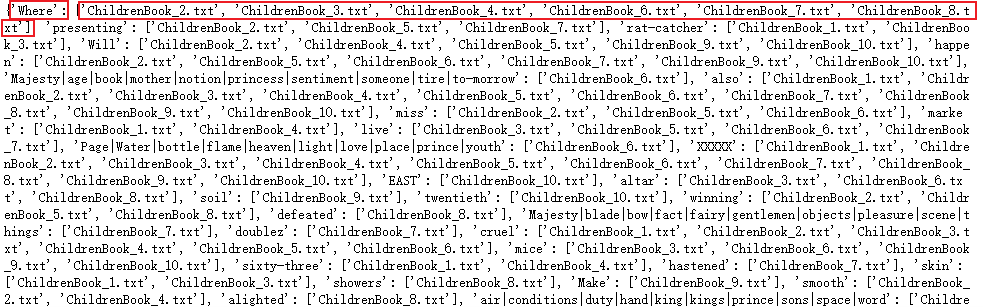 {'Where': ['ChildrenBook_2.txt', 'ChildrenBook_3.txt', 'ChildrenBook_4.txt', 'ChildrenBook_6.txt', 'ChildrenBook_7.txt', 'ChildrenBook_8.t
xt'], 'presenting': ['ChildrenBook_2.txt', 'ChildrenBook_5.txt', 'ChildrenBook_7.txt'], 'rat-catcher': ['ChildrenBook_1.txt', 'ChildrenBoo
k_3.txt'], 'Will': ['ChildrenBook_2.txt', 'ChildrenBook_4.txt', 'ChildrenBook_5.txt', 'ChildrenBook_9.txt', 'ChildrenBook_10.txt'], 'happe
n': ['ChildrenBook_2.txt', 'ChildrenBook_5.txt', 'ChildrenBook_6.txt', 'ChildrenBook_7.txt', 'ChildrenBook_9.txt', 'ChildrenBook_10.txt'],
'Majesty|age|book|mother|notion|princess|sentiment|someone|tire|to-morrow': ['ChildrenBook_6.txt'], 'also': ['ChildrenBook_1.txt', 'Childr
enBook_2.txt', 'ChildrenBook_3.txt', 'ChildrenBook_4.txt', 'ChildrenBook_5.txt', 'ChildrenBook_6.txt', 'ChildrenBook_7.txt', 'ChildrenBook
_8.txt', 'ChildrenBook_9.txt', 'ChildrenBook_10.txt'], 'miss': ['ChildrenBook_2.txt', 'ChildrenBook_5.txt', 'ChildrenBook_6.txt'], 'marke
t': ['ChildrenBook_1.txt', 'ChildrenBook_4.txt'], 'live': ['ChildrenBook_3.txt', 'ChildrenBook_5.txt', 'ChildrenBook_6.txt', 'ChildrenBook
_7.txt'], 'Page|Water|bottle|flame|heaven|light|love|place|prince|youth': ['ChildrenBook_6.txt'], 'XXXXX': ['ChildrenBook_1.txt', 'Childre
nBook_2.txt', 'ChildrenBook_3.txt', 'ChildrenBook_4.txt', 'ChildrenBook_5.txt', 'ChildrenBook_6.txt', 'ChildrenBook_7.txt', 'ChildrenBook_
8.txt', 'ChildrenBook_9.txt', 'ChildrenBook_10.txt'], 'EAST': ['ChildrenBook_10.txt'], 'altar': ['ChildrenBook_3.txt', 'ChildrenBook_6.tx
t', 'ChildrenBook_8.txt'], 'soil': ['ChildrenBook_9.txt'], 'twentieth': ['ChildrenBook_10.txt'], 'winning': ['ChildrenBook_2.txt', 'Childr
enBook_5.txt', 'ChildrenBook_8.txt'], 'defeated': ['ChildrenBook_8.txt'], 'Majesty|blade|bow|fact|fairy|gentlemen|objects|pleasure|scene|t
hings': ['ChildrenBook_7.txt'], 'doublez': ['ChildrenBook_7.txt'], 'cruel': ['ChildrenBook_1.txt', 'ChildrenBook_2.txt', 'ChildrenBook_3.t
xt', 'ChildrenBook_4.txt', 'ChildrenBook_5.txt', 'ChildrenBook_6.txt'], 'mice': ['ChildrenBook_3.txt', 'ChildrenBook_6.txt', 'ChildrenBook
_9.txt', 'ChildrenBook_10.txt'], 'sixty-three': ['ChildrenBook_1.txt', 'ChildrenBook_4.txt'], 'hastened': ['ChildrenBook_7.txt'], 'skin':
['ChildrenBook_3.txt'], 'showers': ['ChildrenBook_8.txt'], 'Make': ['ChildrenBook_9.txt'], 'smooth': ['ChildrenBook_
2.txt', 'ChildrenBook_4.txt'], 'alighted': ['ChildrenBook_8.txt'], 'air|conditions|duty|hand|king|kings|prince|sons|space|word': ['Childre